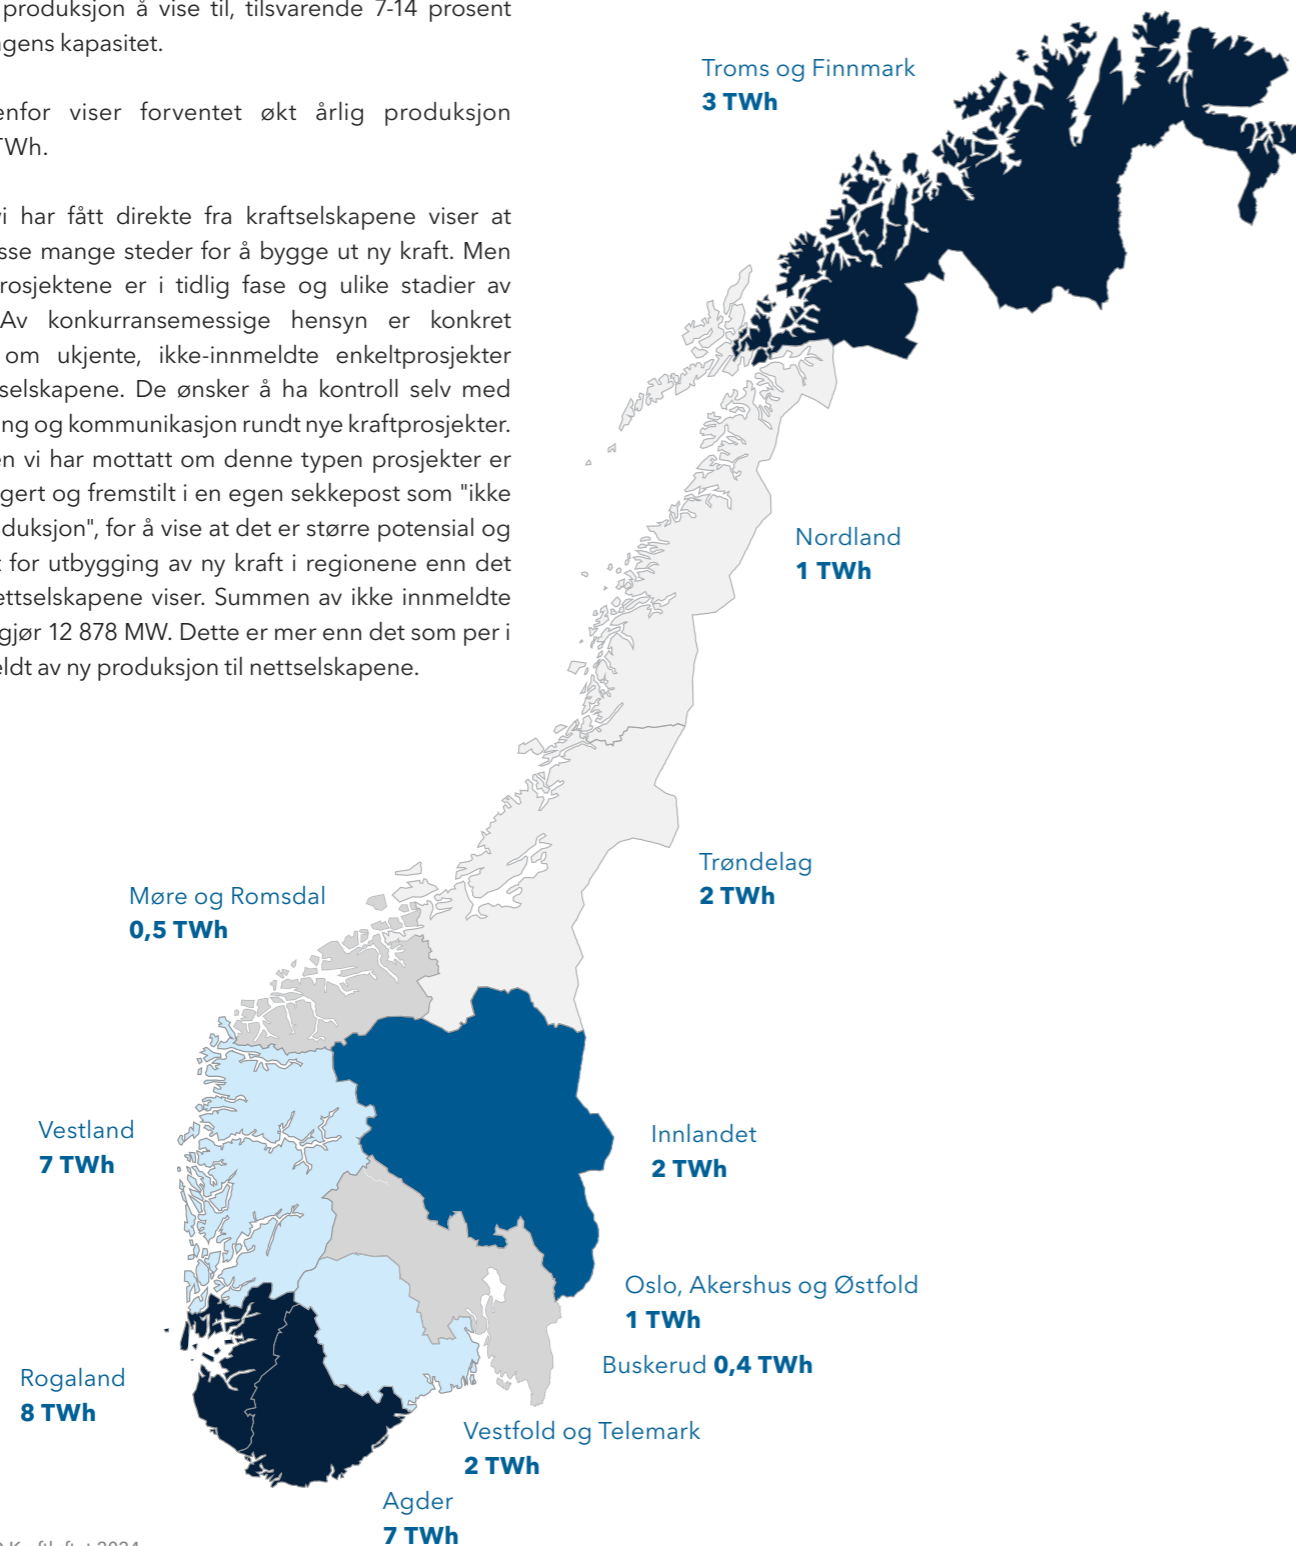 produksjon å vise til, tilsvarende 7-14 prosent
gens kapasitet.
enfor viser forventet økt årlig produksjon
TWh.
vi har fått direkte fra kraftselskapene viser at
sse mange steder for å bygge ut ny kraft. Men
rosjektene er i tidlig fase og ulike stadier av
Av konkurransemessige hensyn er konkret
om ukjente, ikke-innmeldte enkeltprosjekter
selskapene. De ønsker å ha kontroll selv med
ng og kommunikasjon rundt nye kraftprosjekter.
en vi har mottatt om denne typen prosjekter er
gert og fremstilt i en egen sekkepost som "ikke
duksjon", for å vise at det er større potensial og
t for utbygging av ny kraft i regionene enn det
ettselskapene viser. Summen av ikke innmeldte
gjør 12 878 MW. Dette er mer enn det som per i
eldt av ny produksjon til nettselskapene.
Troms og Finnmark
3 TWh
Nordland
1 TWh
Trøndelag
2 TWh
Møre og Romsdal
0,5 TWh
Vestland
7 TWh
Innlandet
2 TWh
Oslo, Akershus og Østfold
1 TWh
Buskerud 0,4 TWh
Rogaland
8 TWh
Vestfold og Telemark
2 TWh
Agder
7 TWh